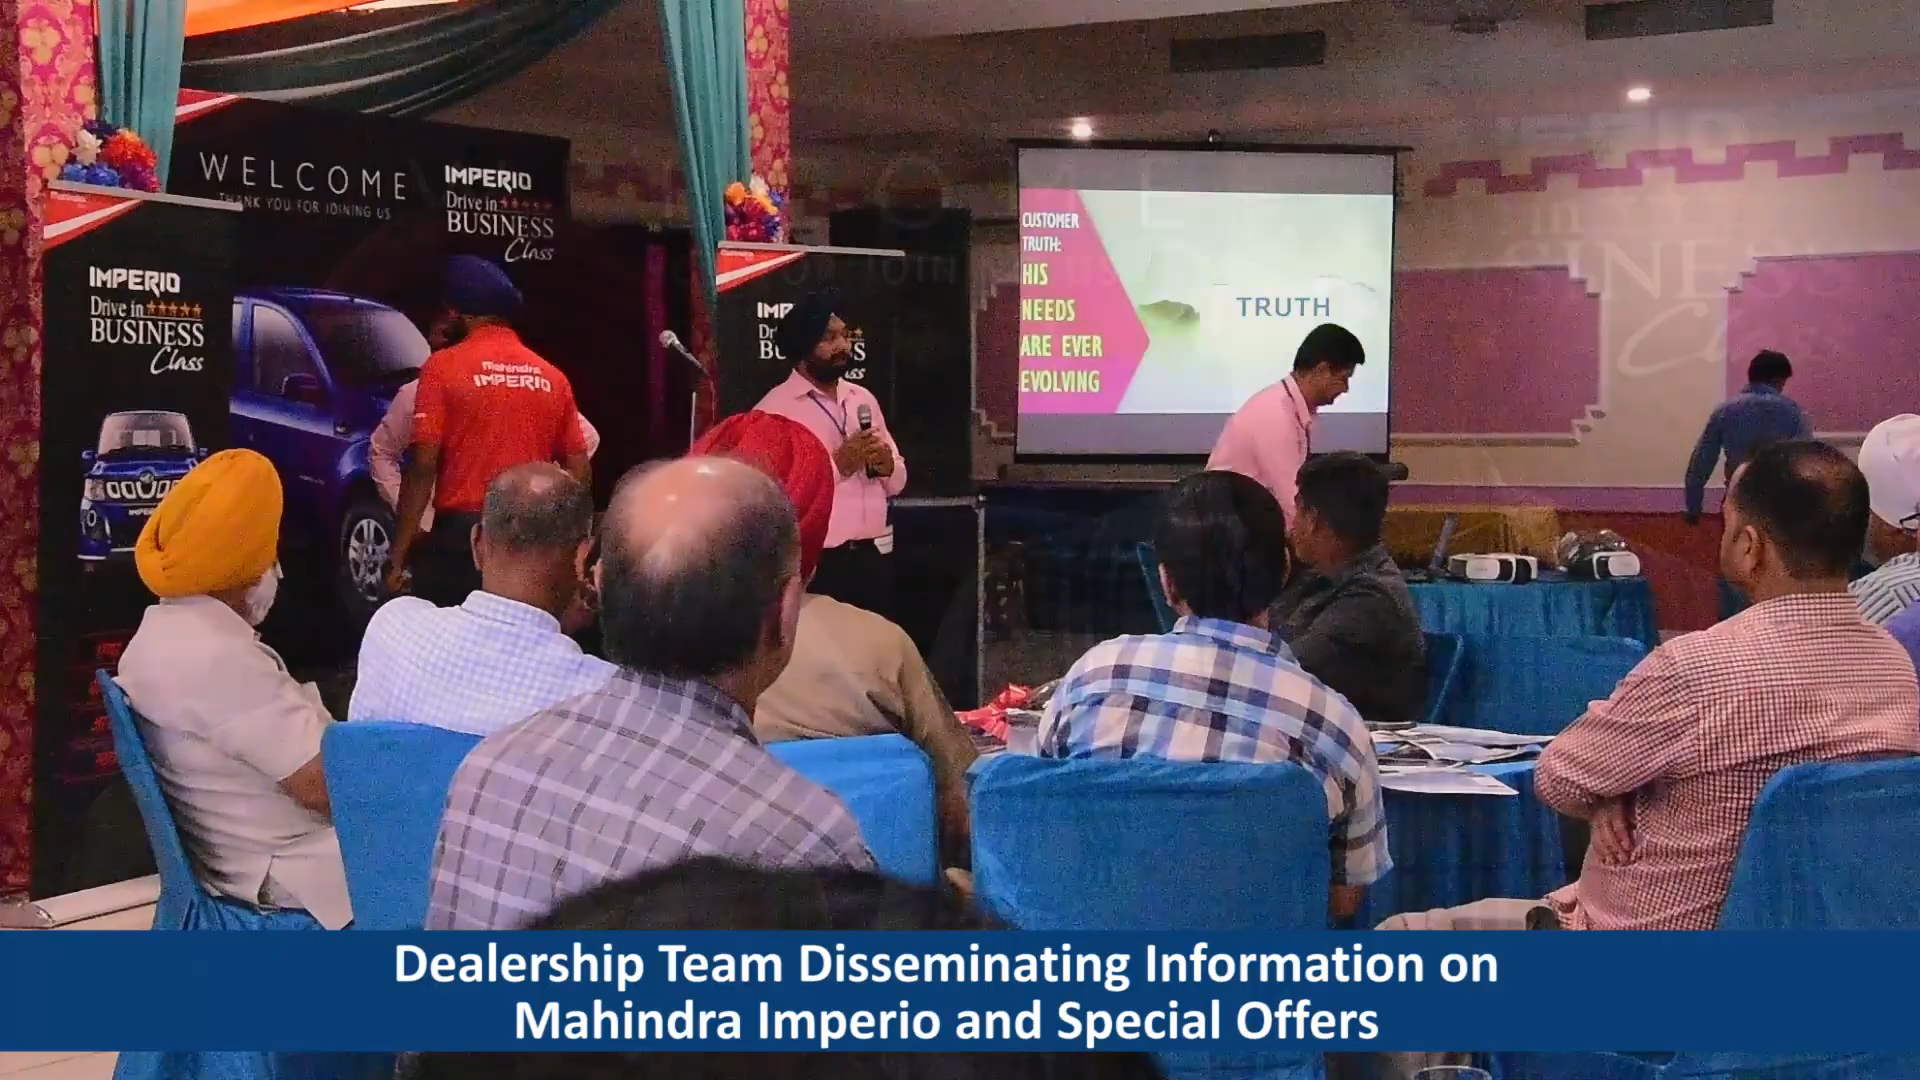 WELCOME
THANK YOU FOR JOINING US
IMPERIO
Drive in
BUSINESS
Class
IMPERIO
Drive in
BUSINESS
Class
IMPERIO
Mahindra
IMPERIO
CUSTOMER
TRUTH:
HIS
NEEDS
ARE EVER
EVOLVING
TRUTH
Dealership Team Disseminating Information on
Mahindra Imperio and Special Offers